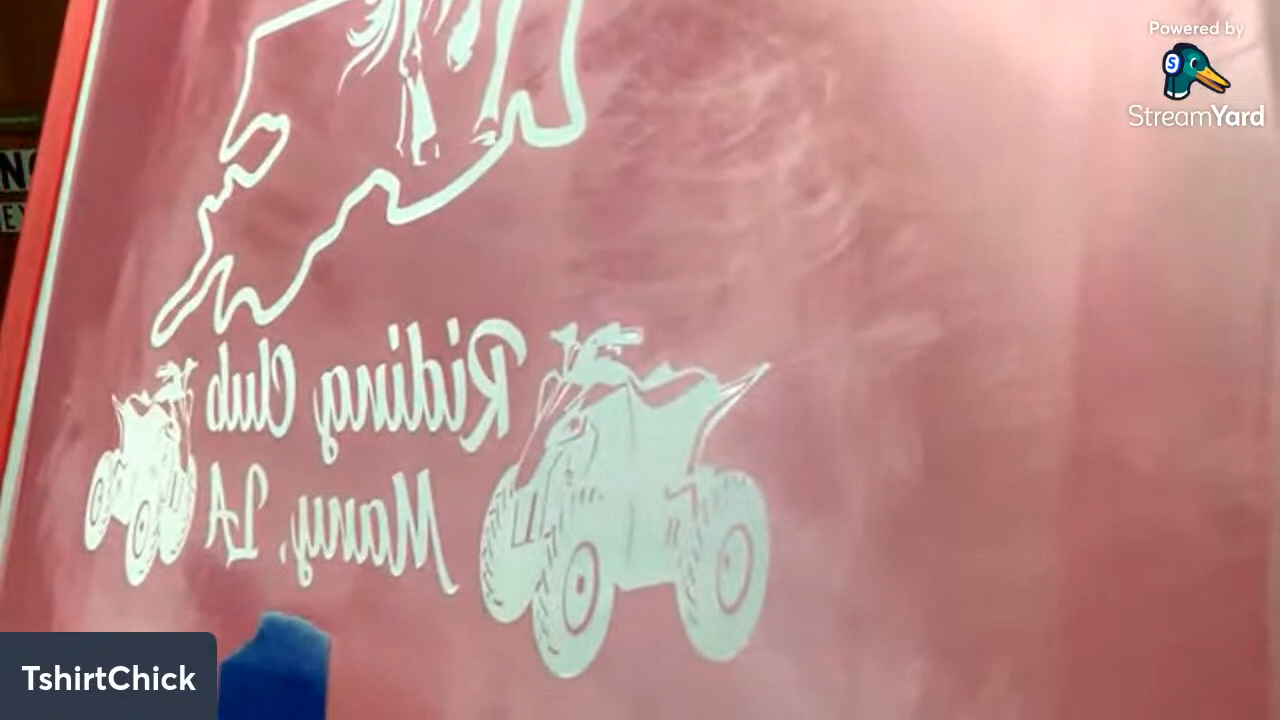 Powered by
StreamYard
Riding Club
Many, LA
TshirtChick